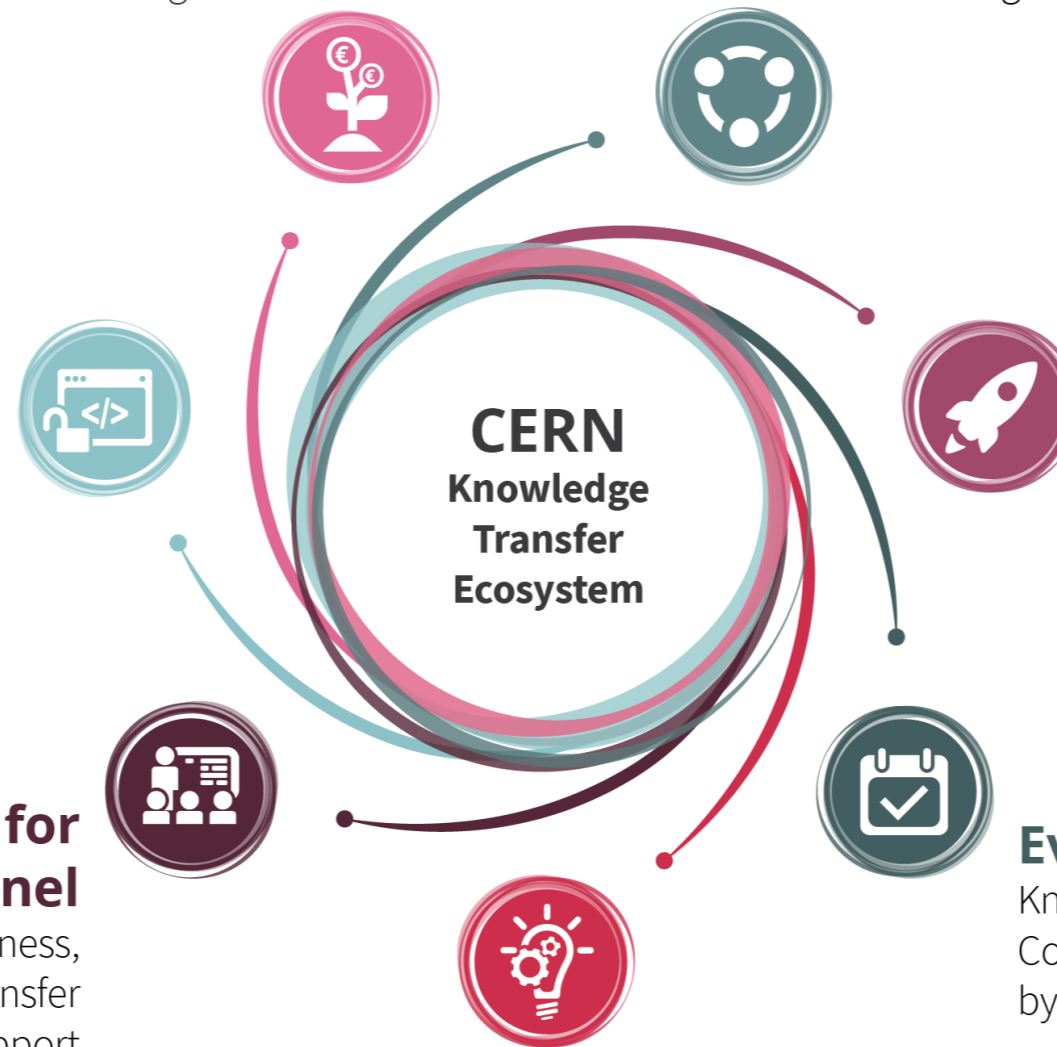 CERN
Knowledge
Transfer
Ecosystem
for
nel
ness,
nsfer
Ev
Kn
Co
by